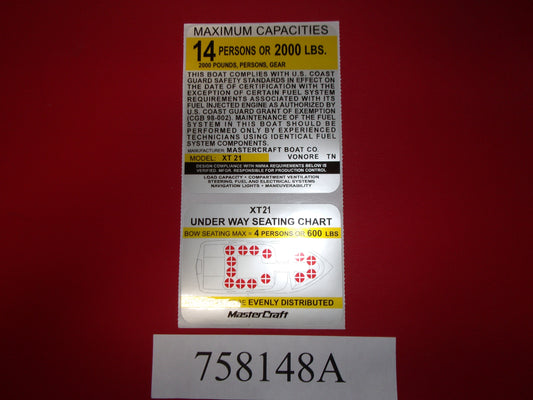 MAXIMUM CAPACITIES
14 PERSONS OR 2000 LBS.
2000 POUNDS, PERSONS, GEAR
THIS BOAT COMPLIES WITH U.S. COAST
GUARD SAFETY STANDARDS IN EFFECT ON
THE DATE OF CERTIFICATION WITH THE
EXCEPTION OF CERTAIN FUEL SYSTEM
REQUIREMENTS ASSOCIATED WITH ITS
FUEL INJECTED ENGINE AS AUTHORIZED BY
U.S. COAST GUARD GRANT OF EXEMPTION
(CGB 98-002). MAINTENANCE OF THE FUEL
SYSTEM IN THIS BOAT SHOULD BE
PERFORMED ONLY BY EXPERIENCED
TECHNICIANS USING IDENTICAL FUEL
SYSTEM COMPONENTS.
MANUFACTURER: MASTERCRAFT BOAT CO.
MODEL: XT 21 VONORE TN
DESIGN COMPLIANCE WITH NMMA REQUIREMENTS BELOW IS
VERIFIED. MFGR. RESPONSIBLE FOR PRODUCTION CONTROL
LOAD CAPACITY • COMPARTMENT VENTILATION
STEERING, FUEL AND ELECTRICAL SYSTEMS
NAVIGATION LIGHTS • MANEUVERABILITY
XT21
UNDER WAY SEATING CHART
BOW SEATING MAX = 4 PERSONS OR 600 LBS
BE EVENLY DISTRIBUTED
MasterCraft
758148A